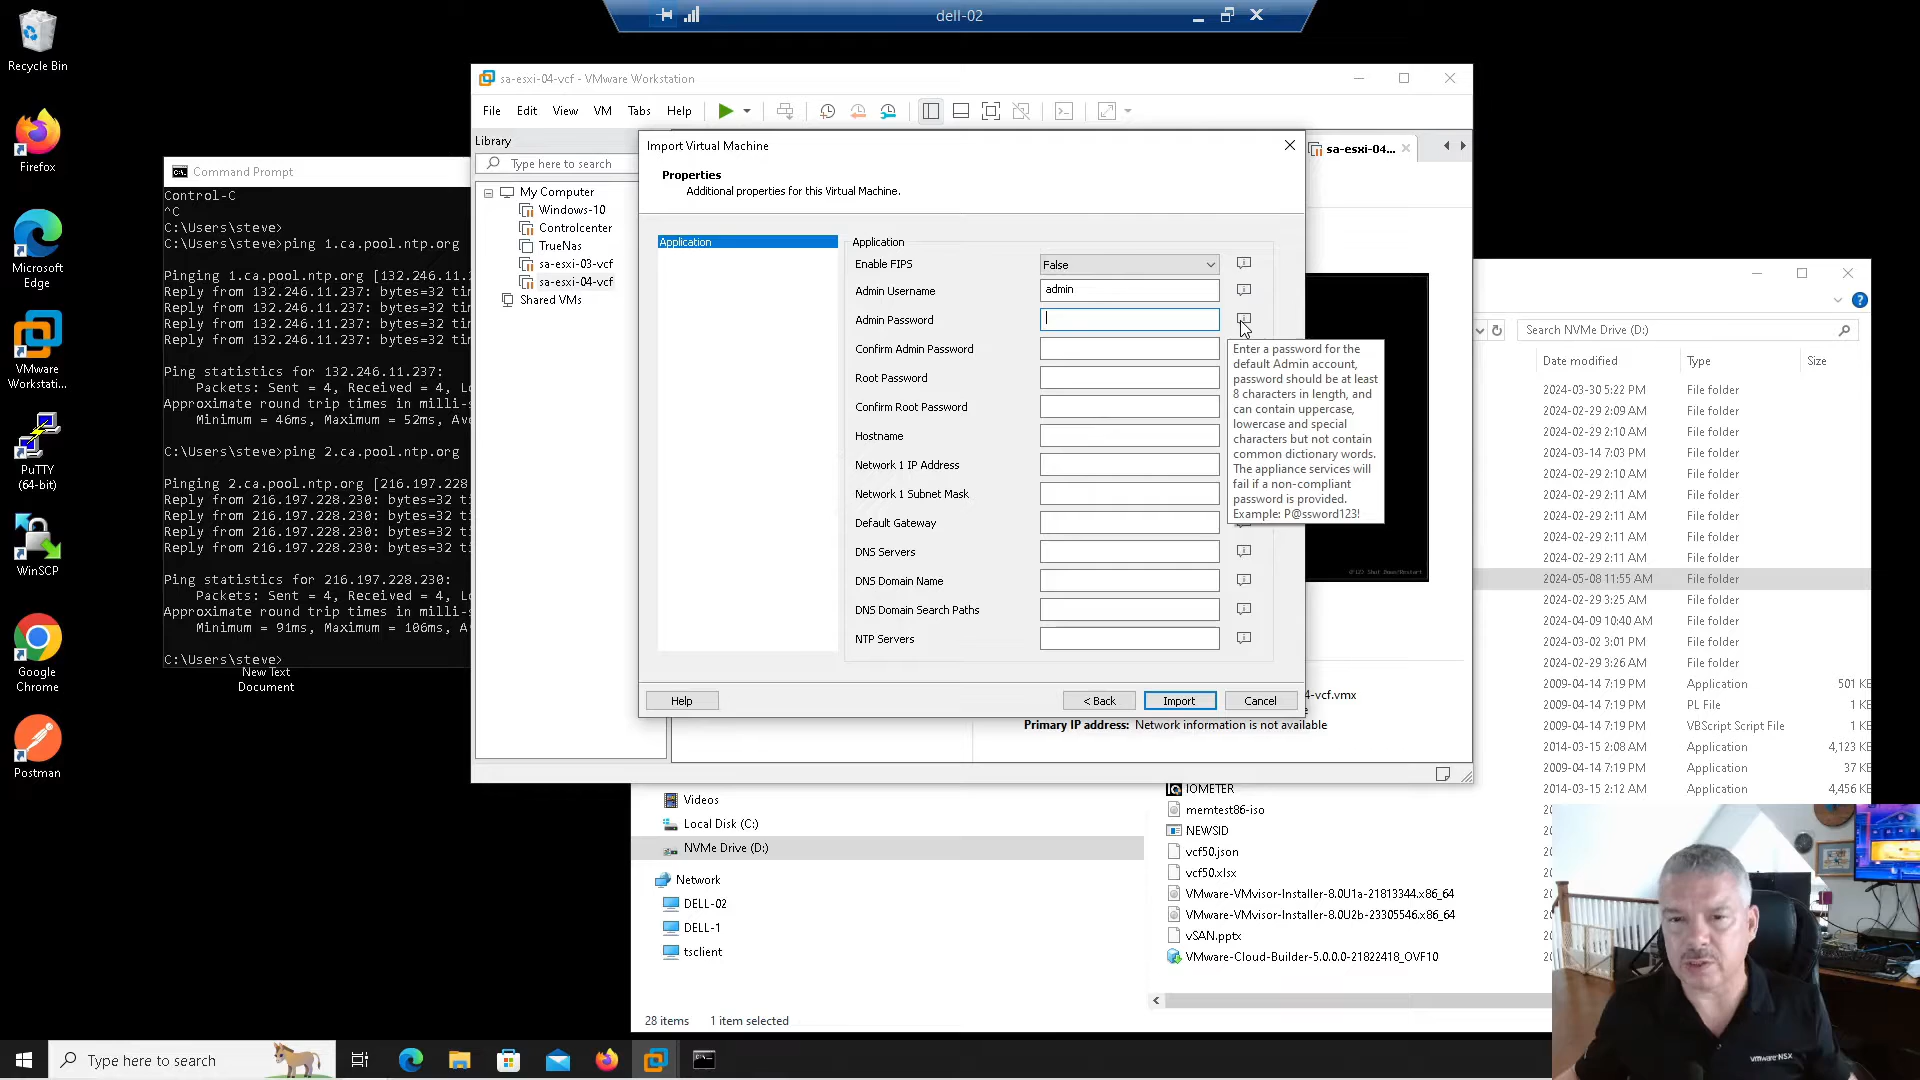 dell-02
Recycle Bin
Firefox
Microsoft
Edge
VMware
Workstati...
PuTTY
(64-bit)
WinSCP
Google
Chrome
Postman
Command Prompt
Control-C
^C
C:\Users\steve>
C:\Users\steve>ping 1.ca.pool.ntp.org
Pinging 1.ca.pool.ntp.org [132.246.11.2
Reply from 132.246.11.237: bytes=32 ti
Reply from 132.246.11.237: bytes=32 ti
Reply from 132.246.11.237: bytes=32 ti
Reply from 132.246.11.237: bytes=32 ti
Ping statistics for 132.246.11.237:
Packets: Sent = 4, Received = 4, Lo
Approximate round trip times in milli-s
Minimum = 46ms, Maximum = 52ms, Ave
C:\Users\steve>ping 2.ca.pool.ntp.org
Pinging 2.ca.pool.ntp.org [216.197.228
Reply from 216.197.228.230: bytes=32 ti
Reply from 216.197.228.230: bytes=32 ti
Reply from 216.197.228.230: bytes=32 ti
Reply from 216.197.228.230: bytes=32 ti
Ping statistics for 216.197.228.230:
Packets: Sent = 4, Received = 4, Lo
Approximate round trip times in milli-s
Minimum = 91ms, Maximum = 106ms, A
C:\Users\steve>
New Text
Document
sa-esxi-04-vcf - VMware Workstation
File Edit View VM Tabs Help
Library
Type here to search
My Computer
Windows-10
Controlcenter
TrueNas
sa-esxi-03-vcf
sa-esxi-04-vcf
Shared VMs
sa-esxi-04...
Import Virtual Machine
Properties
Additional properties for this Virtual Machine.
Application
Application
Enable FIPS False
Admin Username admin
Admin Password
Confirm Admin Password
Root Password
Confirm Root Password
Hostname
Network 1 IP Address
Network 1 Subnet Mask
Default Gateway
DNS Servers
DNS Domain Name
DNS Domain Search Paths
NTP Servers
Enter a password for the
default Admin account,
password should be at least
8 characters in length, and
can contain uppercase,
lowercase and special
characters but not contain
common dictionary words.
The appliance services will
fail if a non-compliant
password is provided.
Example: P@ssword123!
Help < Back Import Cancel
4-vcf.vmx
Primary IP address: Network information is not available
Search NVMe Drive (D:)
Date modified Type Size
2024-03-30 5:22 PM File folder
2024-02-29 2:09 AM File folder
2024-02-29 2:10 AM File folder
2024-03-14 7:03 PM File folder
2024-02-29 2:10 AM File folder
2024-02-29 2:11 AM File folder
2024-02-29 2:11 AM File folder
2024-02-29 2:11 AM File folder
2024-02-29 2:11 AM File folder
2024-05-08 11:55 AM File folder
2024-02-29 3:25 AM File folder
2024-04-09 10:40 AM File folder
2024-03-02 3:01 PM File folder
2024-02-29 3:26 AM File folder
2009-04-14 7:19 PM Application 501 KB
2009-04-14 7:19 PM PL File 1 KB
2009-04-14 7:19 PM VBScript Script File 1 KB
2014-03-15 2:08 AM Application 4,123 KB
2009-04-14 7:19 PM Application 37 KB
2014-03-15 2:12 AM Application 4,456 KB
Videos
Local Disk (C:)
NVMe Drive (D:)
Network
DELL-02
DELL-1
tsclient
IOMETER
memtest86-iso
NEWSID
vcf50.json
vcf50.xlsx
VMware-VMvisor-Installer-8.0U1a-21813344.x86_64
VMware-VMvisor-Installer-8.0U2b-23305546.x86_64
vSAN.pptx
VMware-Cloud-Builder-5.0.0.0-21822418_OVF10
28 items 1 item selected
Type here to search
vmware NSX